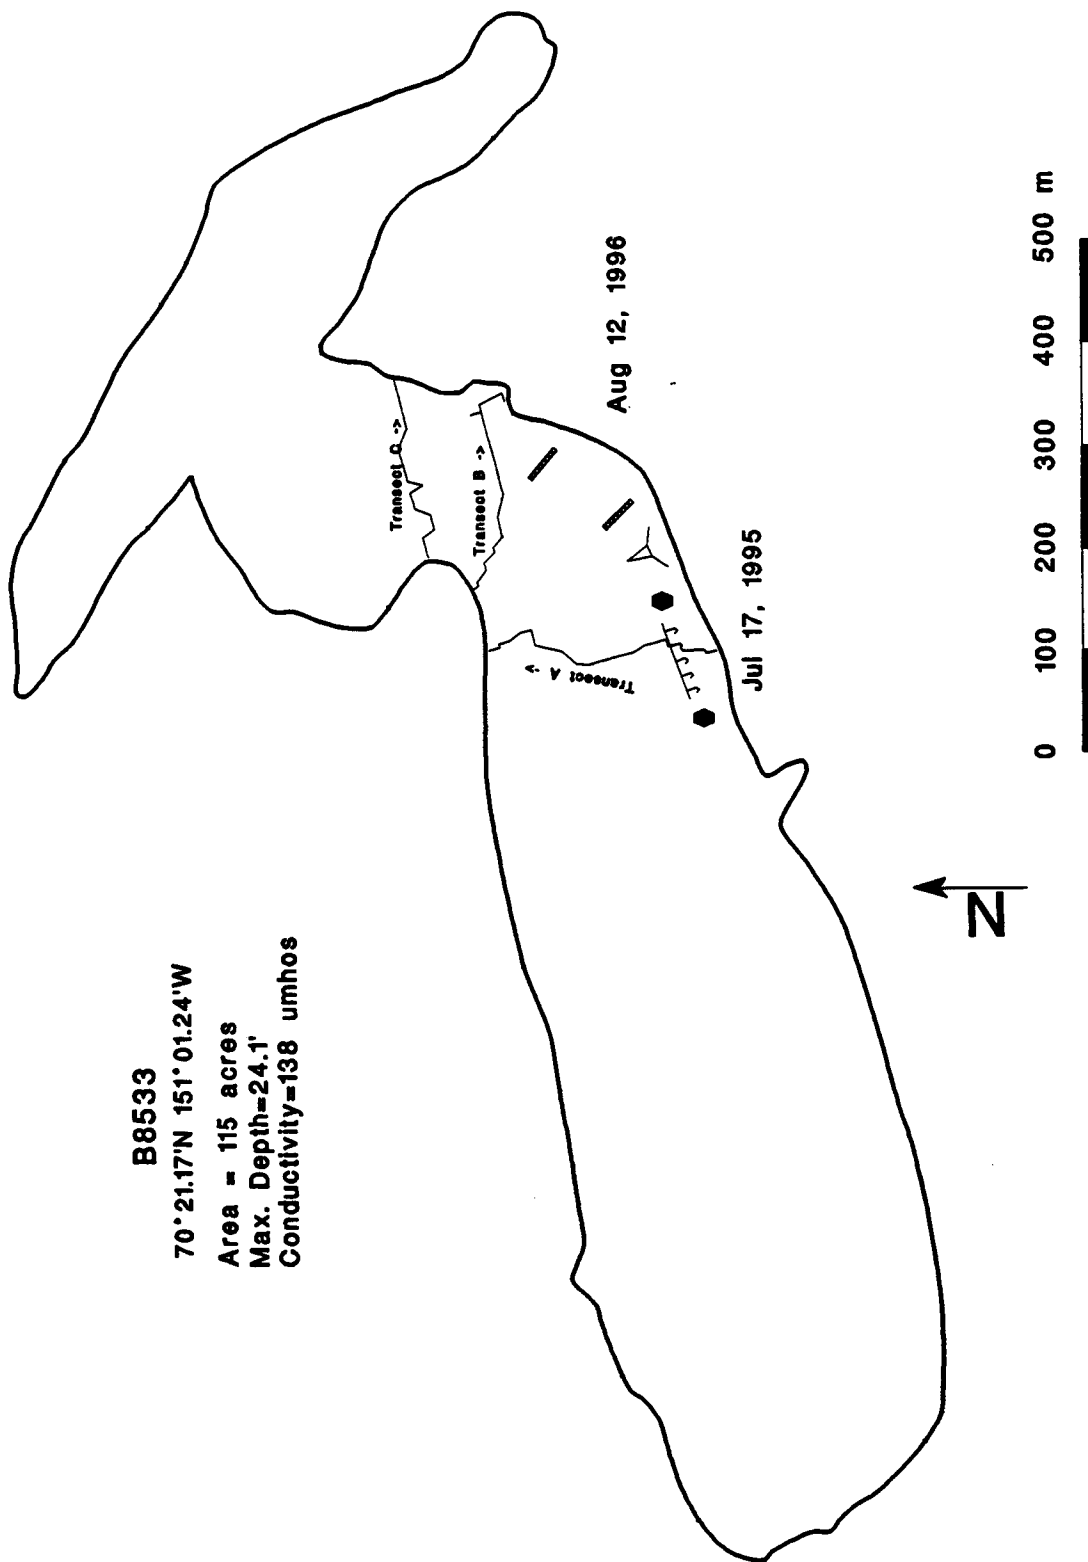 B8533
70°21.17'N 151°01.24'W
Area = 115 acres
Max. Depth=24.1'
Conductivity=138 umhos
Transect C ->
Transect B ->
Transect A ->
Aug 12, 1996
Jul 17, 1995
N
0 100 200 300 400 500 m